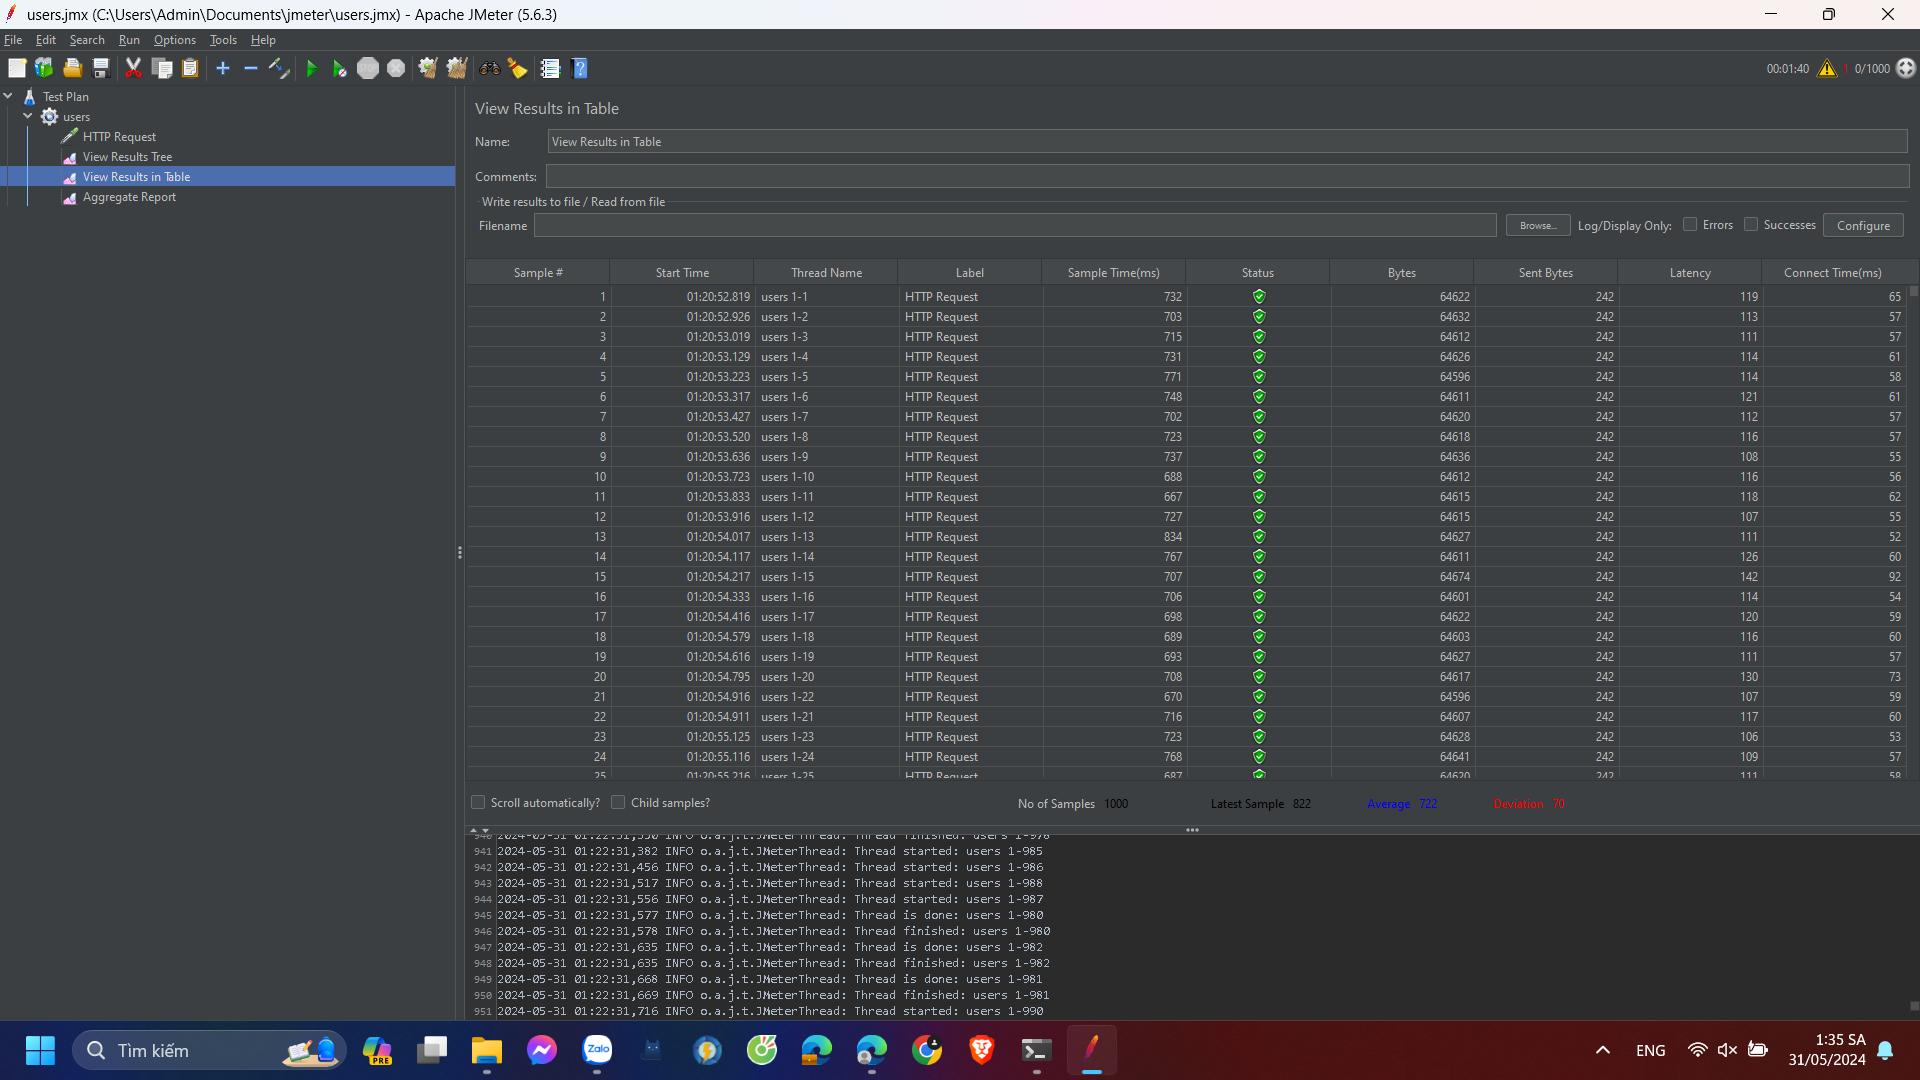 users.jmx (C:\Users\Admin\Documents\jmeter\users.jmx) - Apache JMeter (5.6.3)
File Edit Search Run Options Tools Help
00:01:40 1 0/1000
Test Plan
users
HTTP Request
View Results Tree
View Results in Table
Aggregate Report
View Results in Table
Name: View Results in Table
Comments:
Write results to file / Read from file
Filename Browse... Log/Display Only: Errors Successes Configure
Sample # Start Time Thread Name Label Sample Time(ms) Status Bytes Sent Bytes Latency Connect Time(ms)
1 01:20:52.819 users 1-1 HTTP Request 732 64622 242 119 65
2 01:20:52.926 users 1-2 HTTP Request 703 64632 242 113 57
3 01:20:53.019 users 1-3 HTTP Request 715 64612 242 111 57
4 01:20:53.129 users 1-4 HTTP Request 731 64626 242 114 61
5 01:20:53.223 users 1-5 HTTP Request 771 64596 242 114 58
6 01:20:53.317 users 1-6 HTTP Request 748 64611 242 121 61
7 01:20:53.427 users 1-7 HTTP Request 702 64620 242 112 57
8 01:20:53.520 users 1-8 HTTP Request 723 64618 242 116 57
9 01:20:53.636 users 1-9 HTTP Request 737 64636 242 108 55
10 01:20:53.723 users 1-10 HTTP Request 688 64612 242 116 56
11 01:20:53.833 users 1-11 HTTP Request 667 64615 242 118 62
12 01:20:53.916 users 1-12 HTTP Request 727 64615 242 107 55
13 01:20:54.017 users 1-13 HTTP Request 834 64627 242 111 52
14 01:20:54.117 users 1-14 HTTP Request 767 64611 242 126 60
15 01:20:54.217 users 1-15 HTTP Request 707 64674 242 142 92
16 01:20:54.333 users 1-16 HTTP Request 706 64601 242 114 54
17 01:20:54.416 users 1-17 HTTP Request 698 64622 242 120 59
18 01:20:54.579 users 1-18 HTTP Request 689 64603 242 116 60
19 01:20:54.616 users 1-19 HTTP Request 693 64627 242 111 57
20 01:20:54.795 users 1-20 HTTP Request 708 64617 242 130 73
21 01:20:54.916 users 1-22 HTTP Request 670 64596 242 107 59
22 01:20:54.911 users 1-21 HTTP Request 716 64607 242 117 60
23 01:20:55.125 users 1-23 HTTP Request 723 64628 242 106 53
24 01:20:55.116 users 1-24 HTTP Request 768 64641 242 109 57
25 01:20:55.216 users 1-25 HTTP Request 687 64620 242 111 58
Scroll automatically? Child samples? No of Samples 1000 Latest Sample 822 Average 722 Deviation 70
940 2024-05-31 01:22:31,350 INFO o.a.j.t.JMeterThread: Thread finished: users 1-978
941 2024-05-31 01:22:31,382 INFO o.a.j.t.JMeterThread: Thread started: users 1-985
942 2024-05-31 01:22:31,456 INFO o.a.j.t.JMeterThread: Thread started: users 1-986
943 2024-05-31 01:22:31,517 INFO o.a.j.t.JMeterThread: Thread started: users 1-988
944 2024-05-31 01:22:31,556 INFO o.a.j.t.JMeterThread: Thread started: users 1-987
945 2024-05-31 01:22:31,577 INFO o.a.j.t.JMeterThread: Thread is done: users 1-980
946 2024-05-31 01:22:31,578 INFO o.a.j.t.JMeterThread: Thread finished: users 1-980
947 2024-05-31 01:22:31,635 INFO o.a.j.t.JMeterThread: Thread is done: users 1-982
948 2024-05-31 01:22:31,635 INFO o.a.j.t.JMeterThread: Thread finished: users 1-982
949 2024-05-31 01:22:31,668 INFO o.a.j.t.JMeterThread: Thread is done: users 1-981
950 2024-05-31 01:22:31,669 INFO o.a.j.t.JMeterThread: Thread finished: users 1-981
951 2024-05-31 01:22:31,716 INFO o.a.j.t.JMeterThread: Thread started: users 1-990
Tìm kiếm PRE Zalo ENG 1:35 SA
31/05/2024